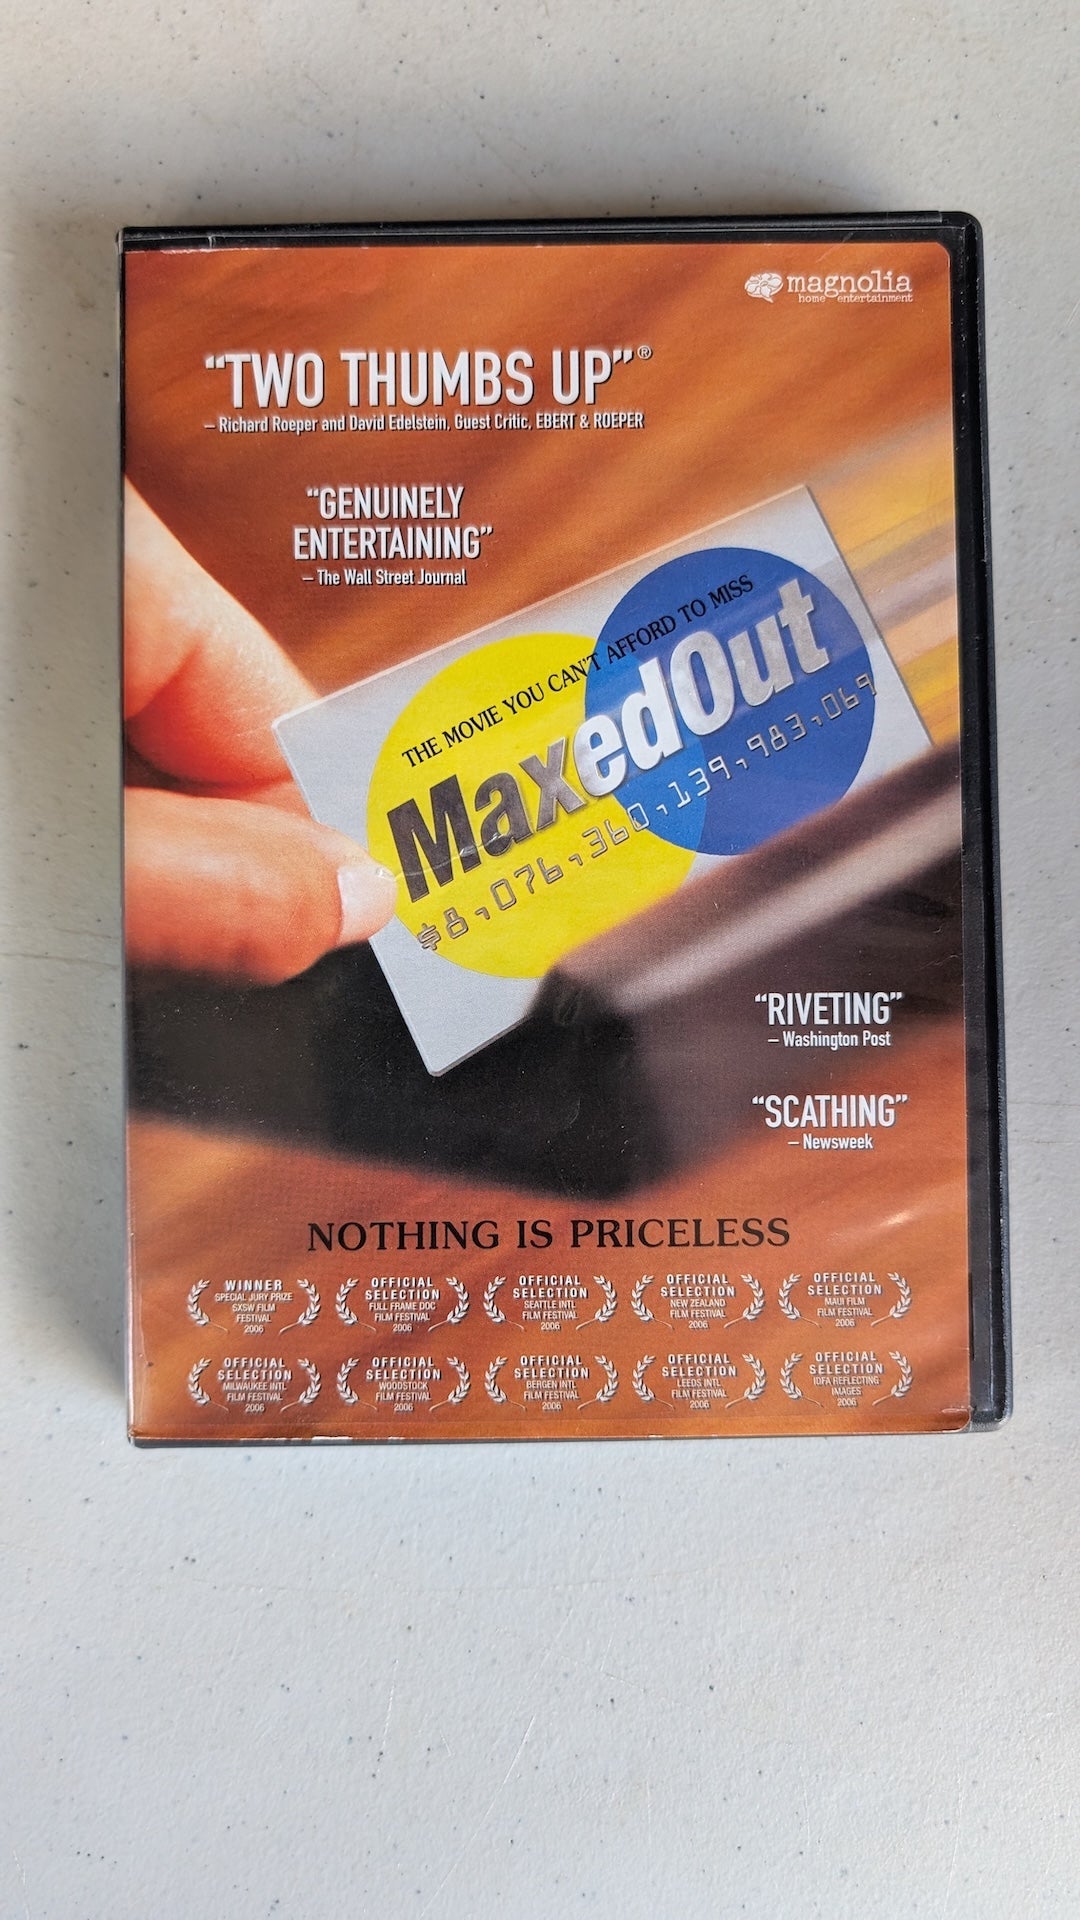 magnolia
home entertainment
“TWO THUMBS UP”®
– Richard Roeper and David Edelstein, Guest Critic, EBERT & ROEPER
“GENUINELY
ENTERTAINING”
– The Wall Street Journal
THE MOVIE YOU CAN'T AFFORD TO MISS
MaxedOut
$8,076,360,139,983,069
“RIVETING”
– Washington Post
“SCATHING”
– Newsweek
NOTHING IS PRICELESS
WINNER
SPECIAL JURY PRIZE
SXSW FILM
FESTIVAL
2006
OFFICIAL
SELECTION
FULL FRAME DOC
FILM FESTIVAL
2006
OFFICIAL
SELECTION
SEATTLE INTL
FILM FESTIVAL
2006
OFFICIAL
SELECTION
NEW ZEALAND
FILM FESTIVAL
2006
OFFICIAL
SELECTION
MAUI FILM
FILM FESTIVAL
2006
OFFICIAL
SELECTION
MILWAUKEE INTL
FILM FESTIVAL
2006
OFFICIAL
SELECTION
WOODSTOCK
FILM FESTIVAL
2006
OFFICIAL
SELECTION
BERGEN INTL
FILM FESTIVAL
2006
OFFICIAL
SELECTION
LEEDS INTL
FILM FESTIVAL
2006
OFFICIAL
SELECTION
IDFA REFLECTING
IMAGES
2006